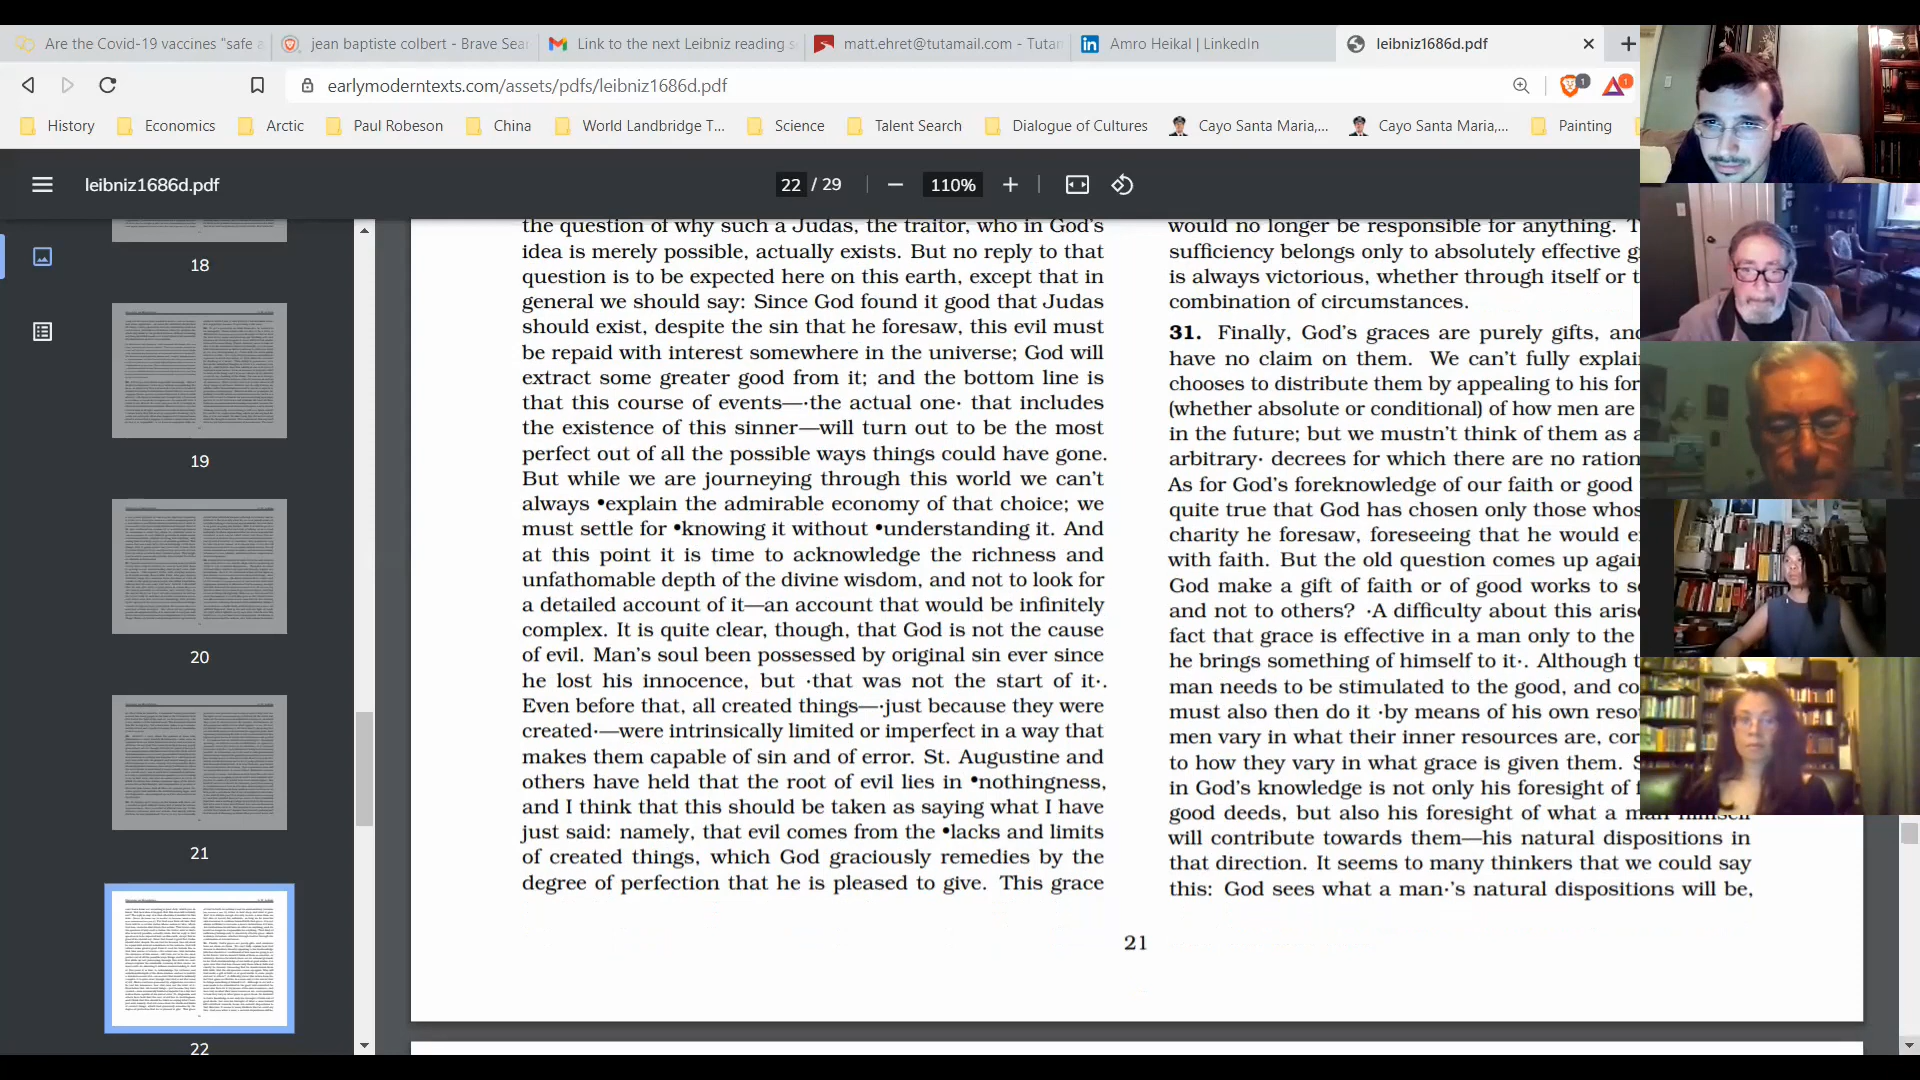 Are the Covid-19 vaccines "safe a
jean baptiste colbert - Brave Sea
Link to the next Leibniz reading s
matt.ehret@tutamail.com - Tutan
Amro Heikal | LinkedIn
leibniz1686d.pdf
earlymoderntexts.com/assets/pdfs/leibniz1686d.pdf
1
1
History
Economics
Arctic
Paul Robeson
China
World Landbridge T...
Science
Talent Search
Dialogue of Cultures
Cayo Santa Maria,...
Cayo Santa Maria,...
Painting
leibniz1686d.pdf
22 / 29
110%
18
19
20
21
22
the question of why such a Judas, the traitor, who in God's
idea is merely possible, actually exists. But no reply to that
question is to be expected here on this earth, except that in
general we should say: Since God found it good that Judas
should exist, despite the sin that he foresaw, this evil must
be repaid with interest somewhere in the universe; God will
extract some greater good from it; and the bottom line is
that this course of events—·the actual one· that includes
the existence of this sinner—will turn out to be the most
perfect out of all the possible ways things could have gone.
But while we are journeying through this world we can't
always •explain the admirable economy of that choice; we
must settle for •knowing it without •understanding it. And
at this point it is time to acknowledge the richness and
unfathomable depth of the divine wisdom, and not to look for
a detailed account of it—an account that would be infinitely
complex. It is quite clear, though, that God is not the cause
of evil. Man's soul been possessed by original sin ever since
he lost his innocence, but ·that was not the start of it·.
Even before that, all created things—·just because they were
created·—were intrinsically limited or imperfect in a way that
makes them capable of sin and of error. St. Augustine and
others have held that the root of evil lies in •nothingness,
and I think that this should be taken as saying what I have
just said: namely, that evil comes from the •lacks and limits
of created things, which God graciously remedies by the
degree of perfection that he is pleased to give. This grace
would no longer be responsible for anything. T
sufficiency belongs only to absolutely effective g
is always victorious, whether through itself or t
combination of circumstances.
31. Finally, God's graces are purely gifts, and
have no claim on them. We can't fully explai
chooses to distribute them by appealing to his for
(whether absolute or conditional) of how men are
in the future; but we mustn't think of them as a
arbitrary· decrees for which there are no ration
As for God's foreknowledge of our faith or good
quite true that God has chosen only those whos
charity he foresaw, foreseeing that he would e
with faith. But the old question comes up agai
God make a gift of faith or of good works to s
and not to others? ·A difficulty about this aris
fact that grace is effective in a man only to the
he brings something of himself to it·. Although t
man needs to be stimulated to the good, and co
must also then do it ·by means of his own reso
men vary in what their inner resources are, cor
to how they vary in what grace is given them. S
in God's knowledge is not only his foresight of f
good deeds, but also his foresight of what a man himself
will contribute towards them—his natural dispositions in
that direction. It seems to many thinkers that we could say
this: God sees what a man·'s natural dispositions will be,
21